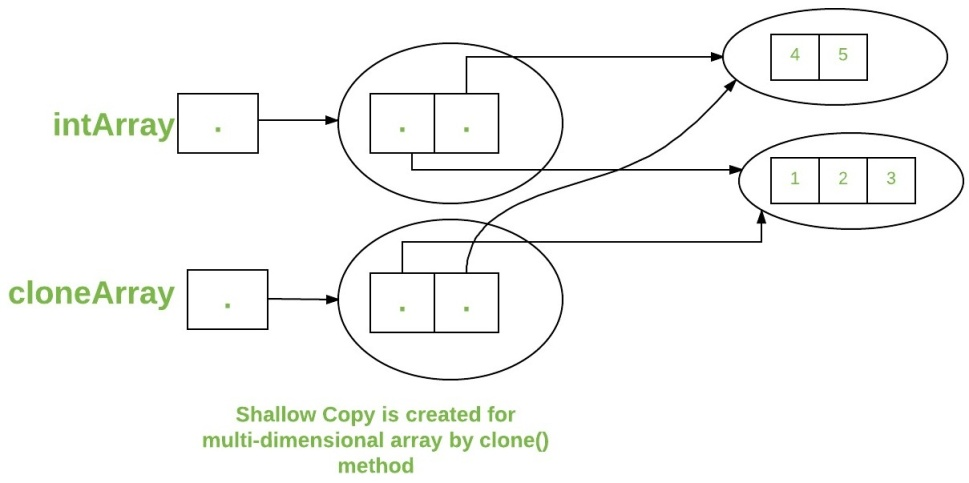 4 5
intArray . . .
1 2 3
cloneArray . . .
Shallow Copy is created for
multi-dimensional array by clone()
method